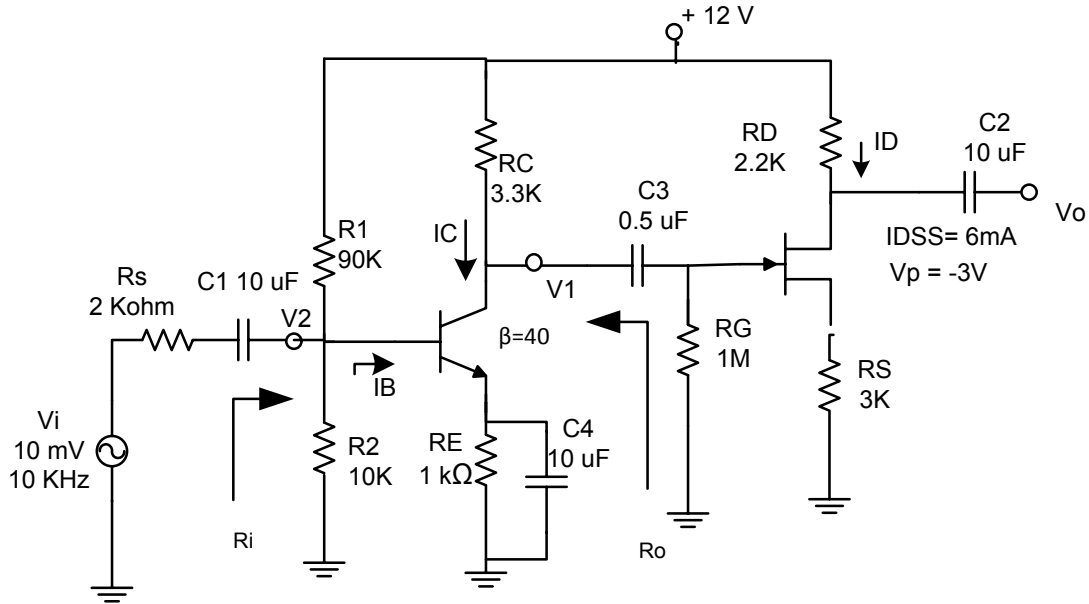 + 12 V
RC
3.3K
RD
2.2K
ID
C2
10 uF
Vo
IDSS= 6mA
Vp = -3V
C3
0.5 uF
R1
90K
IC
V1
Rs
2 Kohm
C1 10 uF
V2
β=40
RG
1M
RS
3K
IB
Vi
10 mV
10 KHz
R2
10K
RE
1 kΩ
C4
10 uF
Ri
Ro